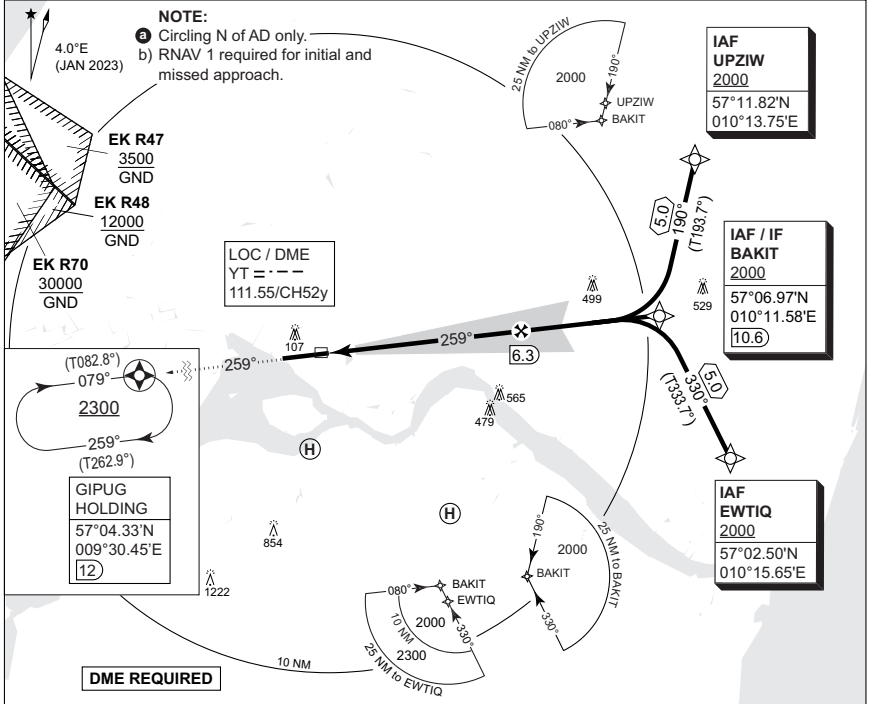 NOTE:
a Circling N of AD only.
b) RNAV 1 required for initial and
missed approach.
4.0°E
(JAN 2023)
EK R47
3500
GND
EK R48
12000
GND
EK R70
30000
GND
25 NM to UPZIW
2000
190°
UPZIW
BAKIT
080°
IAF
UPZIW
2000
57°11.82'N
010°13.75'E
5.0
190°
(T193.7°)
IAF / IF
BAKIT
2000
57°06.97'N
010°11.58'E
10.6
LOC / DME
YT
111.55/CH52y
499
529
107
259°
6.3
259°
5.0
330°
(T333.7°)
(T082.8°)
079°
2300
259°
(T262.9°)
GIPUG
HOLDING
57°04.33'N
009°30.45'E
12
565
479
H
H
854
1222
IAF
EWTIQ
2000
57°02.50'N
010°15.65'E
190°
2000
BAKIT
330°
25 NM to BAKIT
080°
BAKIT
EWTIQ
2000
10 NM
330°
2300
25 NM to EWTIQ
10 NM
DME REQUIRED